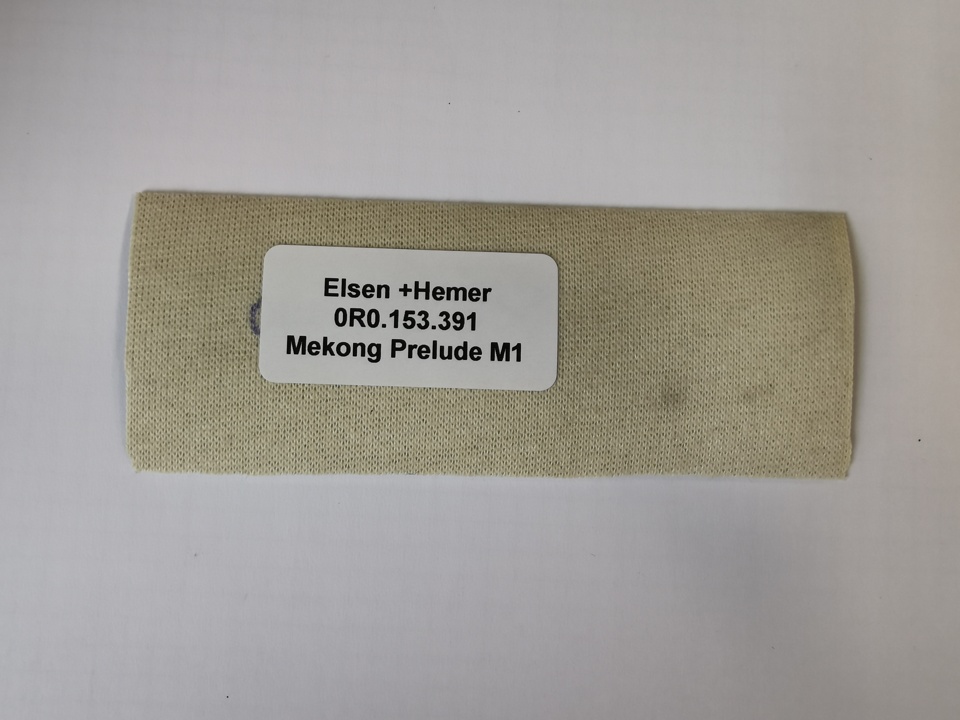 Elsen +Hemer
0R0.153.391
Mekong Prelude M1